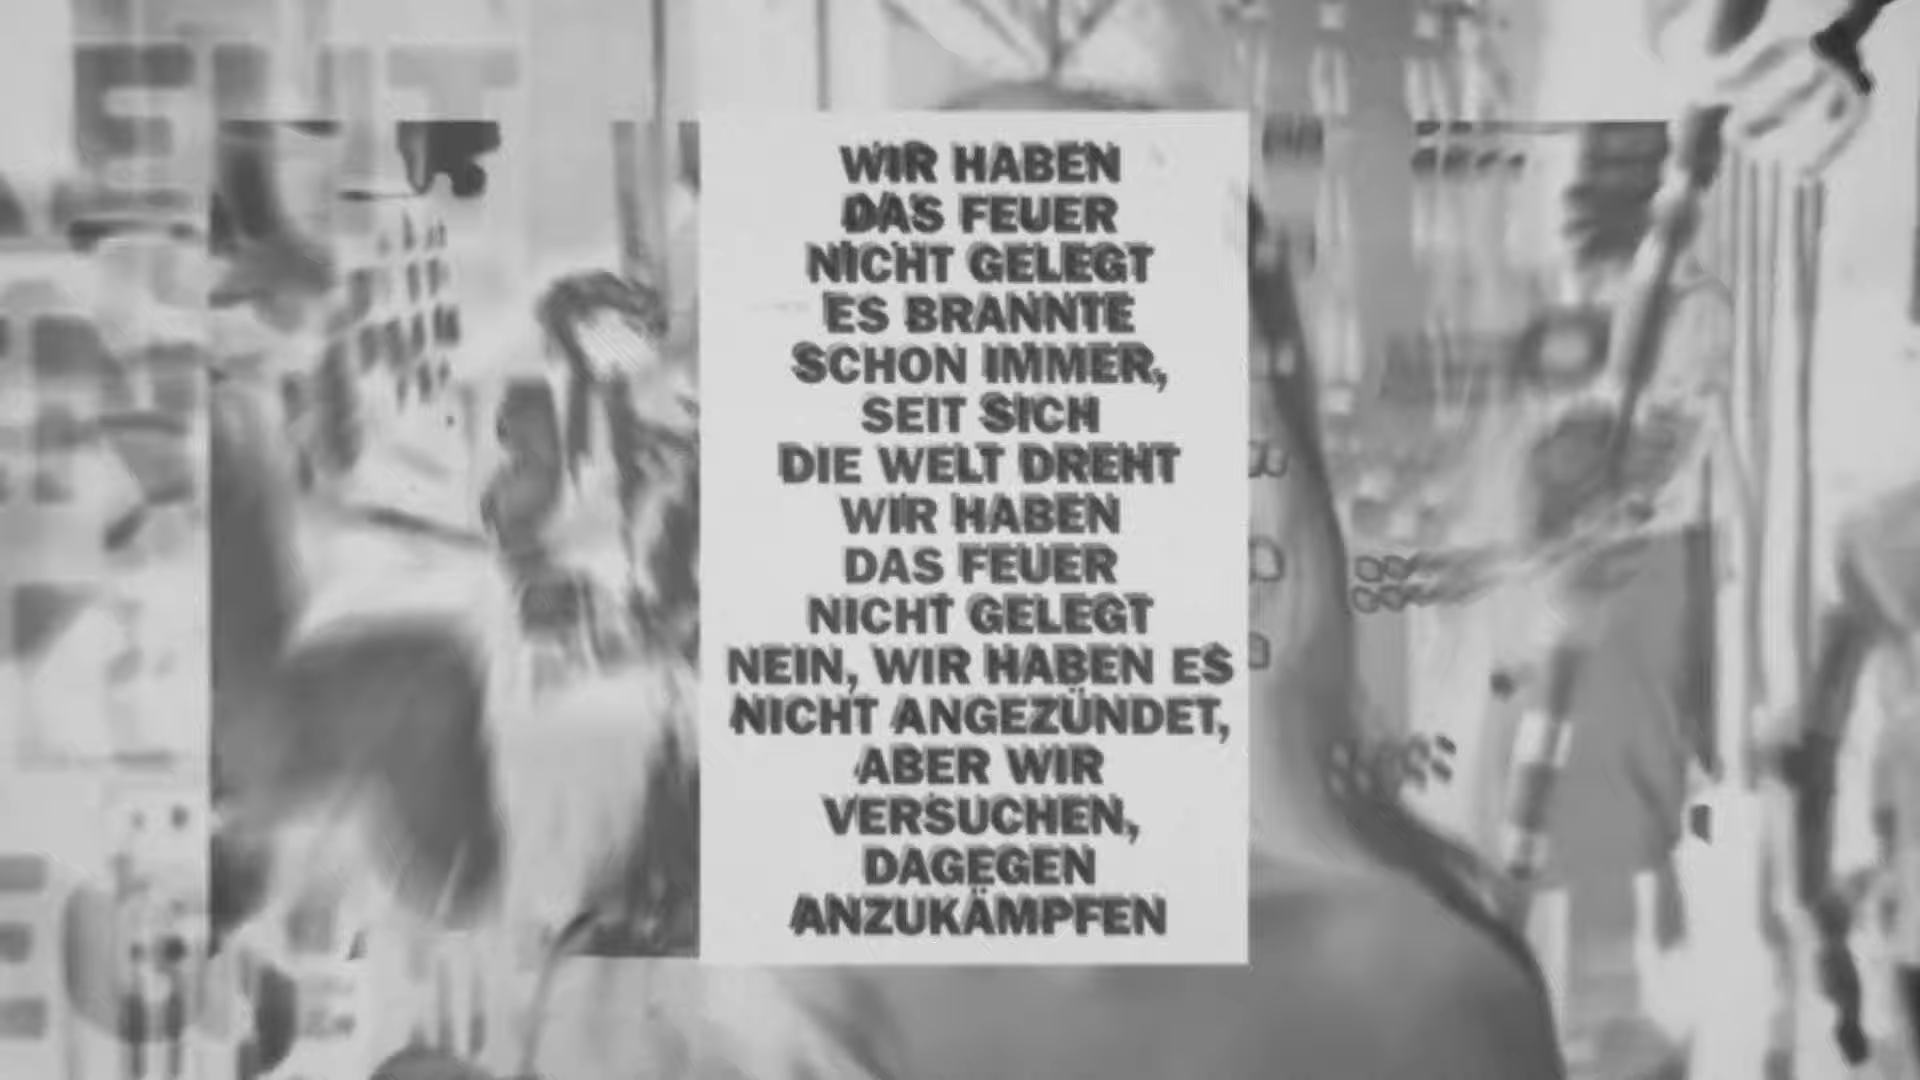 WIR HABEN
DAS FEUER
NICHT GELEGT
ES BRANNTE
SCHON IMMER,
SEIT SICH
DIE WELT DREHT
WIR HABEN
DAS FEUER
NICHT GELEGT
NEIN, WIR HABEN ES
NICHT ANGEZÜNDET,
ABER WIR
VERSUCHEN,
DAGEGEN
ANZUKÄMPFEN